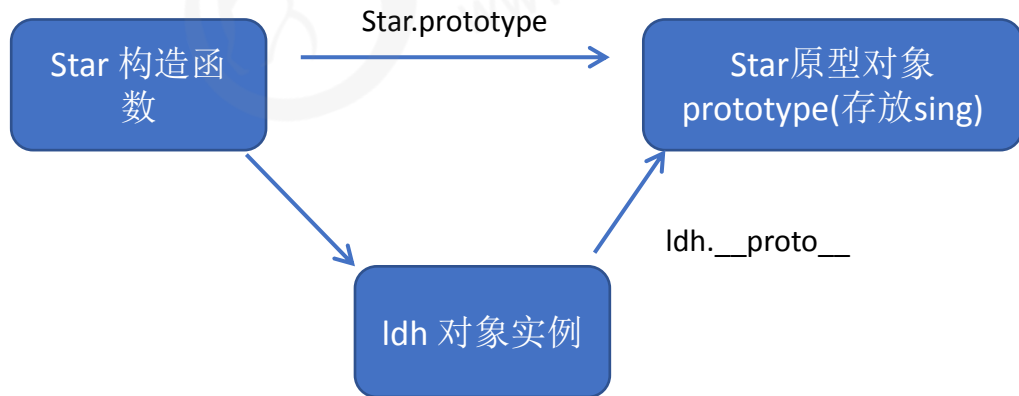 Star.prototype
Star 构造函
数
Star原型对象
prototype(存放sing)
ldh.__proto__
ldh 对象实例